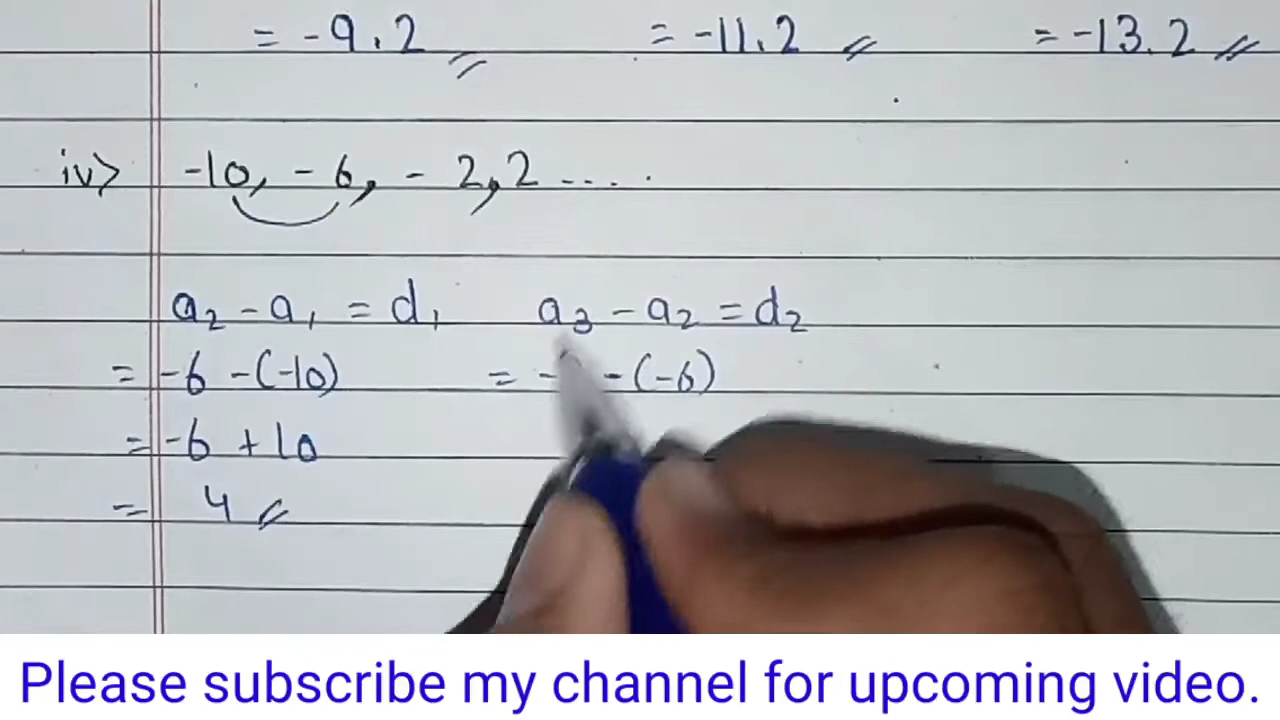 = -9.2 = -11.2 = -13.2
iv> -10, -6, -2, 2 ....
a₂ - a₁ = d₁ a₃ - a₂ = d₂
= -6 - (-10) = - - (-6)
= -6 + 10
= 4
Please subscribe my channel for upcoming video.